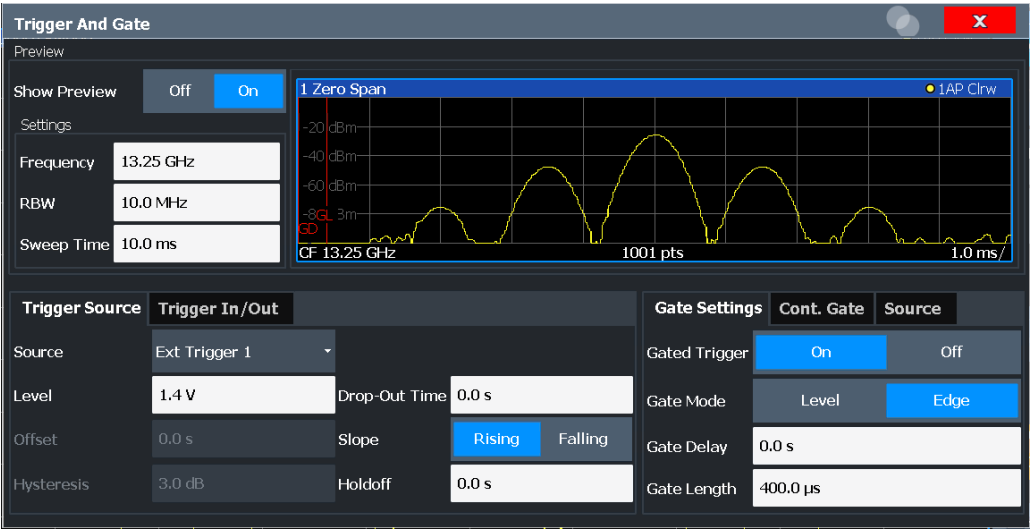 Trigger And Gate
X
Preview
Show Preview Off On
Settings
Frequency 13.25 GHz
RBW 10.0 MHz
Sweep Time 10.0 ms
1 Zero Span 1AP Clrw
-20 dBm
-40 dBm
-60 dBm
GL
GD
CF 13.25 GHz 1001 pts 1.0 ms/
Trigger Source Trigger In/Out
Source Ext Trigger 1
Level 1.4 V Drop-Out Time 0.0 s
Offset 0.0 s Slope Rising Falling
Hysteresis 3.0 dB Holdoff 0.0 s
Gate Settings Cont. Gate Source
Gated Trigger On Off
Gate Mode Level Edge
Gate Delay 0.0 s
Gate Length 400.0 µs